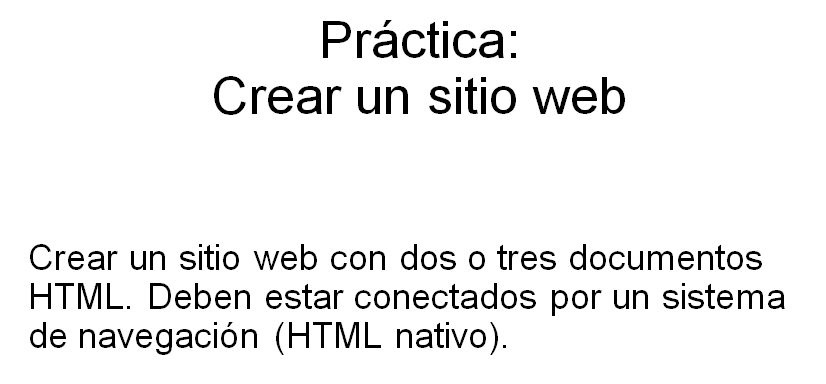 Práctica:
Crear un sitio web
Crear un sitio web con dos o tres documentos
HTML. Deben estar conectados por un sistema
de navegación (HTML nativo).